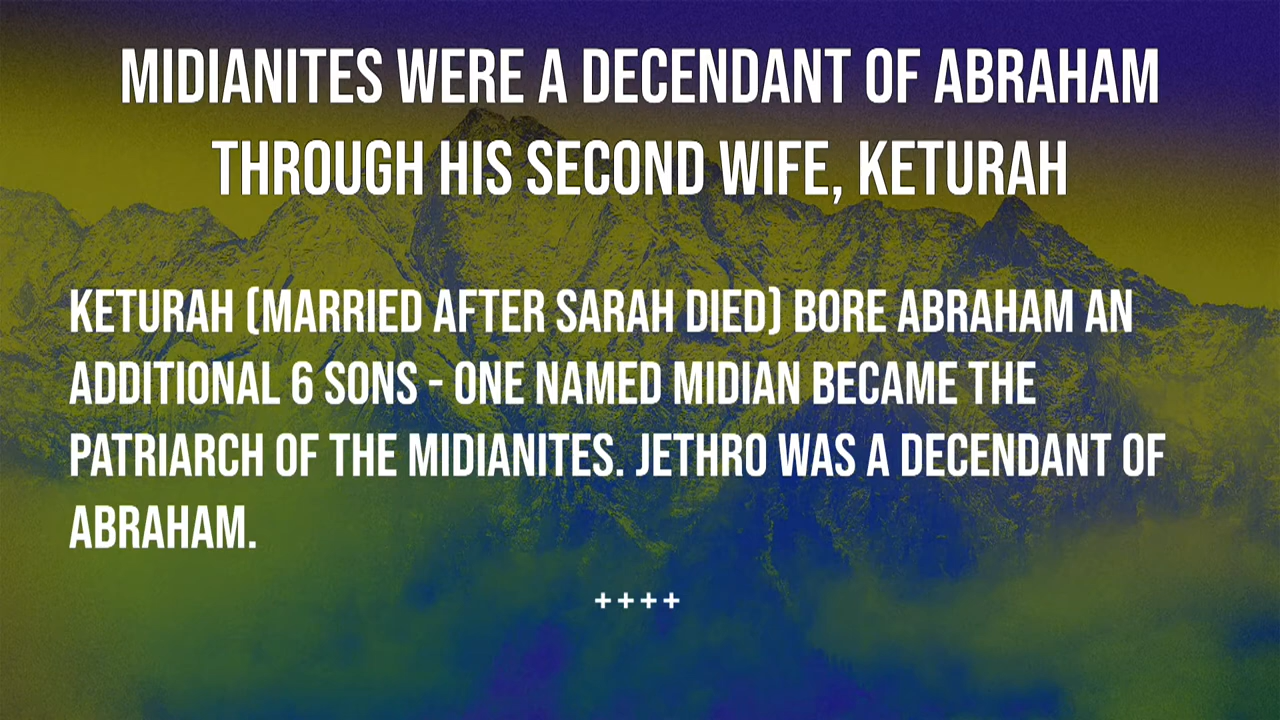 MIDIANITES WERE A DECENDANT OF ABRAHAM
THROUGH HIS SECOND WIFE, KETURAH
KETURAH (MARRIED AFTER SARAH DIED) BORE ABRAHAM AN
ADDITIONAL 6 SONS - ONE NAMED MIDIAN BECAME THE
PATRIARCH OF THE MIDIANITES. JETHRO WAS A DECENDANT OF
ABRAHAM.
++++